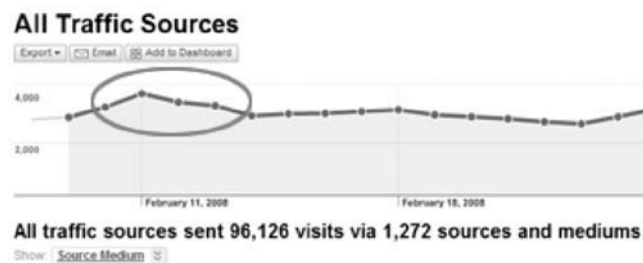 All Traffic Sources
Export Email Add to Dashboard
4,000
2,000
February 11, 2008 February 18, 2008
All traffic sources sent 96,126 visits via 1,272 sources and mediums
Show: Source Medium